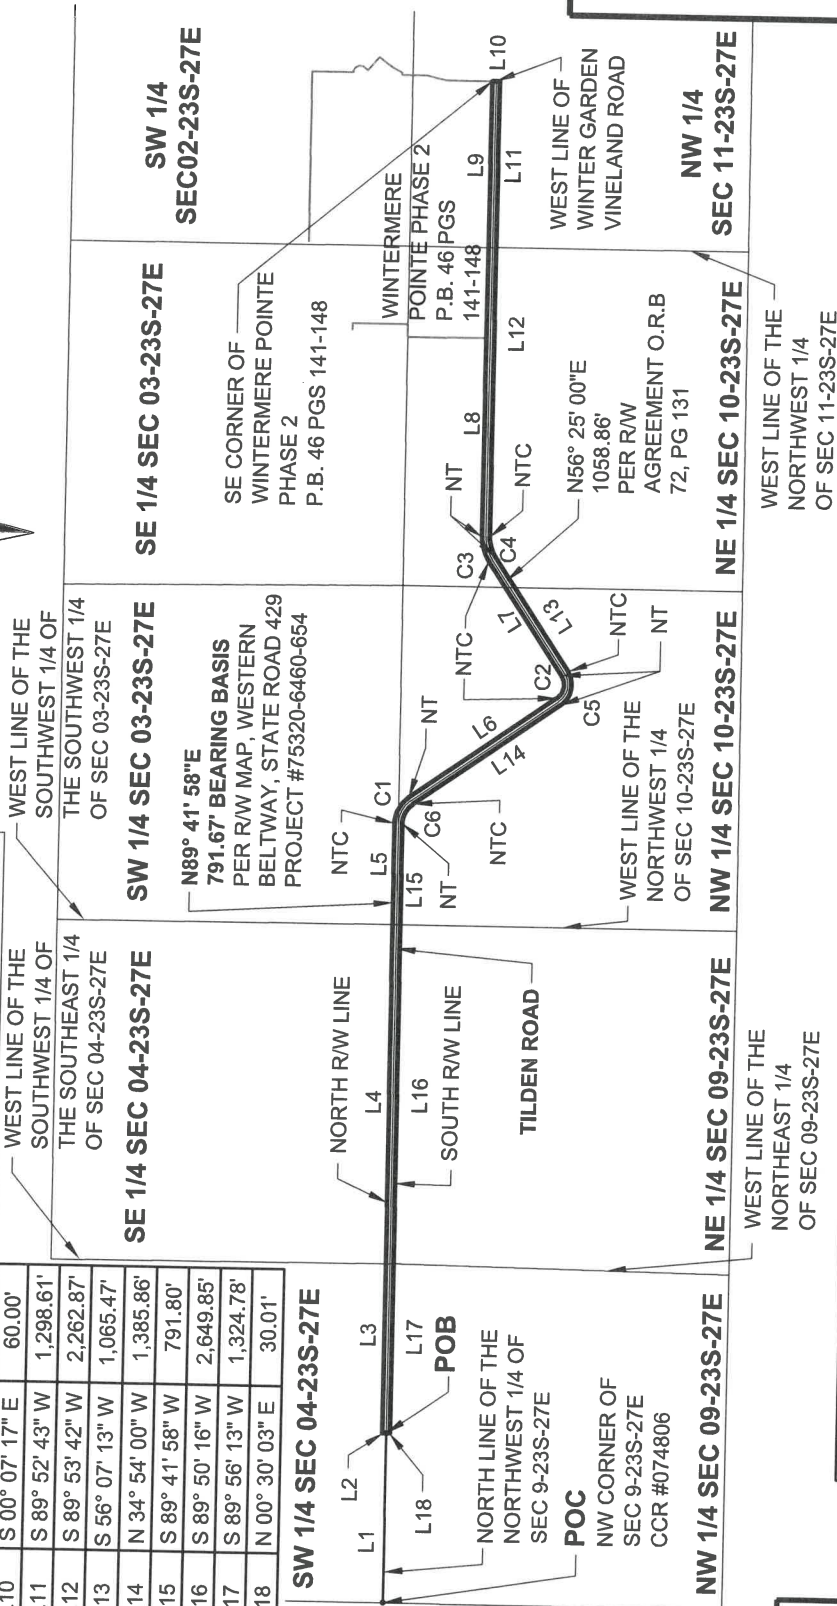 10 S 00° 07' 17" E 60.00'
11 S 89° 52' 43" W 1,298.61'
12 S 89° 53' 42" W 2,262.87'
13 S 56° 07' 13" W 1,065.47'
14 N 34° 54' 00" W 1,385.86'
15 S 89° 41' 58" W 791.80'
16 S 89° 50' 16" W 2,649.85'
17 S 89° 56' 13" W 1,324.78'
18 N 00° 30' 03" E 30.01'
WEST LINE OF THE
SOUTHWEST 1/4 OF
THE SOUTHEAST 1/4
OF SEC 04-23S-27E
WEST LINE OF THE
SOUTHWEST 1/4 OF
THE SOUTHWEST 1/4
OF SEC 03-23S-27E
SW 1/4 SEC 04-23S-27E
SE 1/4 SEC 04-23S-27E
SW 1/4 SEC 03-23S-27E
SE 1/4 SEC 03-23S-27E
SW 1/4
SEC02-23S-27E
N89° 41' 58"E
791.67' BEARING BASIS
PER R/W MAP, WESTERN
BELTWAY, STATE ROAD 429
PROJECT #75320-6460-654
SE CORNER OF
WINTERMERE POINTE
PHASE 2
P.B. 46 PGS 141-148
WINTERMERE
POINTE PHASE 2
P.B. 46 PGS
141-148
L1
L2
L3
L4
L5
C1
L6
C2
L7
C3
L8
L9
L10
NORTH R/W LINE
NTC
NT
NTC
NT
L18
POB
L17
L16
SOUTH R/W LINE
L15
NT
C6
NTC
L14
C5
NT
NTC
L13
C4
NTC
L12
L11
TILDEN ROAD
WEST LINE OF
WINTER GARDEN
VINELAND ROAD
N56° 25' 00"E
1058.86'
PER R/W
AGREEMENT O.R.B
72, PG 131
NORTH LINE OF THE
NORTHWEST 1/4 OF
SEC 9-23S-27E
POC
NW CORNER OF
SEC 9-23S-27E
CCR #074806
WEST LINE OF THE
NORTHWEST 1/4
OF SEC 10-23S-27E
NW 1/4 SEC 09-23S-27E
NE 1/4 SEC 09-23S-27E
NW 1/4 SEC 10-23S-27E
NE 1/4 SEC 10-23S-27E
NW 1/4
SEC 11-23S-27E
WEST LINE OF THE
NORTHEAST 1/4
OF SEC 09-23S-27E
WEST LINE OF THE
NORTHWEST 1/4
OF SEC 11-23S-27E